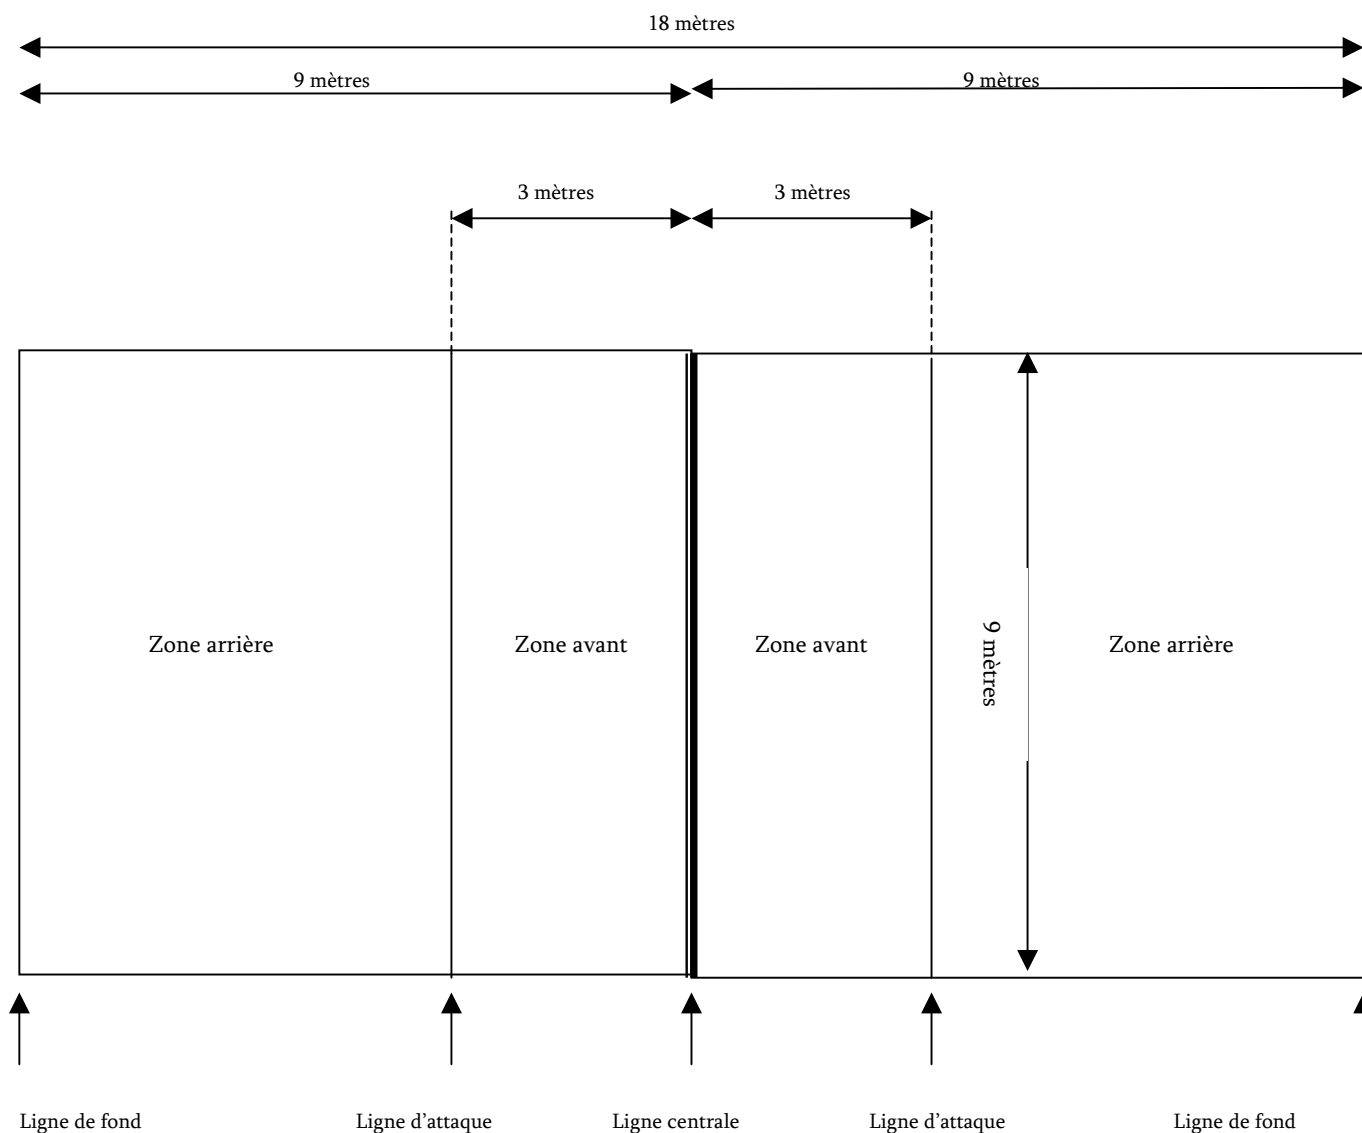 18 mètres
9 mètres
9 mètres
3 mètres
3 mètres
Zone arrière
Zone avant
Zone avant
9 mètres
Zone arrière
Ligne de fond
Ligne d'attaque
Ligne centrale
Ligne d'attaque
Ligne de fond